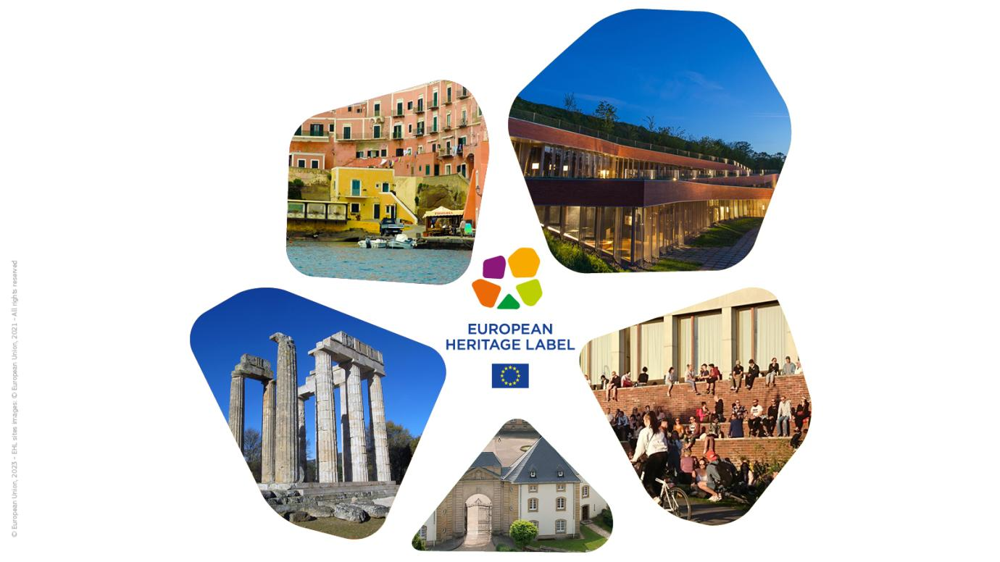 EUROPEAN
HERITAGE LABEL
© European Union, 2023 – EHL sites images: © European Union, 2021 – All rights reserved